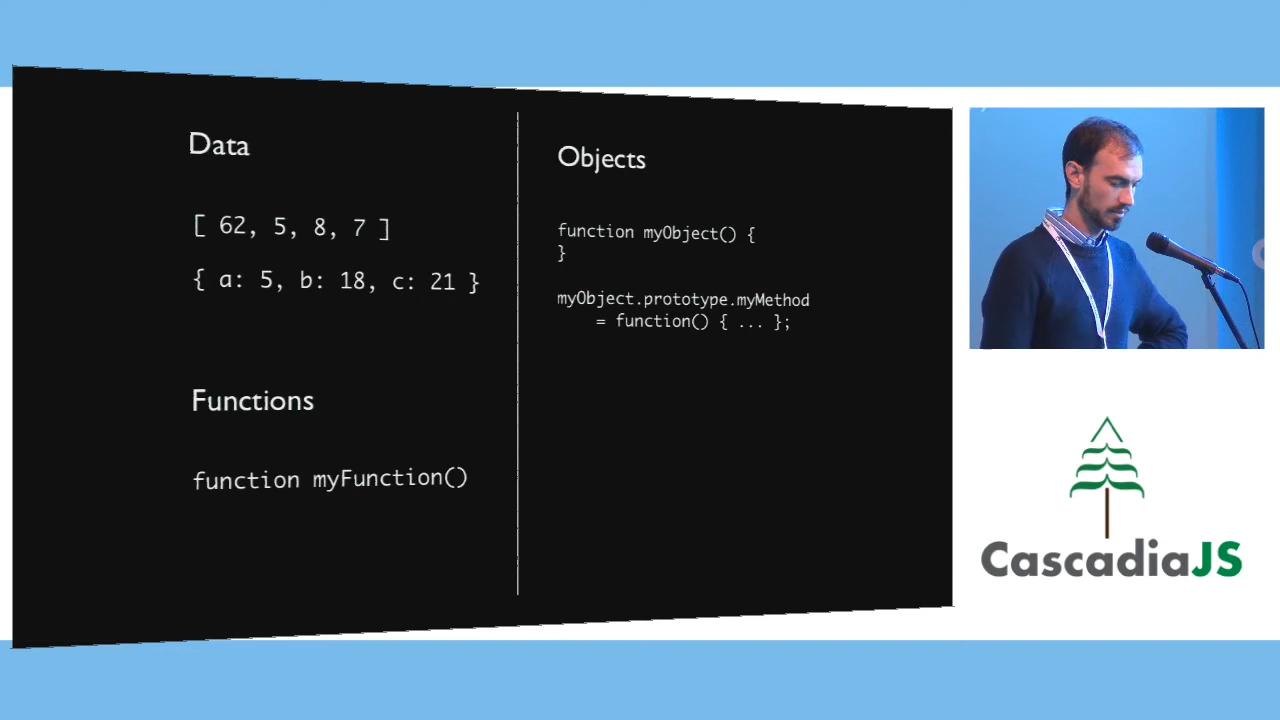 Data
[ 62, 5, 8, 7 ]
{ a: 5, b: 18, c: 21 }
Functions
function myFunction()
Objects
function myObject() {
}
myObject.prototype.myMethod
= function() { ... };
CascadiaJS